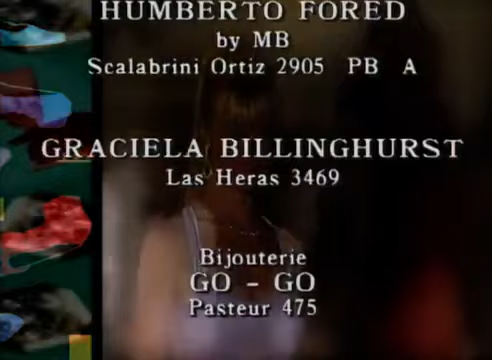 HUMBERTO FORED
by MB
Scalabrini Ortiz 2905 PB A
GRACIELA BILLINGHURST
Las Heras 3469
Bijouterie
GO - GO
Pasteur 475